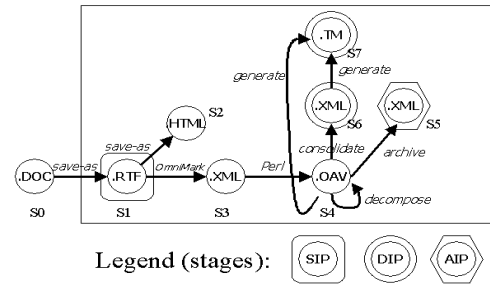 .TM
S7
generate
generate
.XML
S6
.XML
S5
HTML
S2
save-as
consolidate
archive
.DOC
save-as
.RTF
OmniMark
.XML
Perl
.OAV
decompose
S0
S1
S3
S4
Legend (stages):
SIP
DIP
AIP